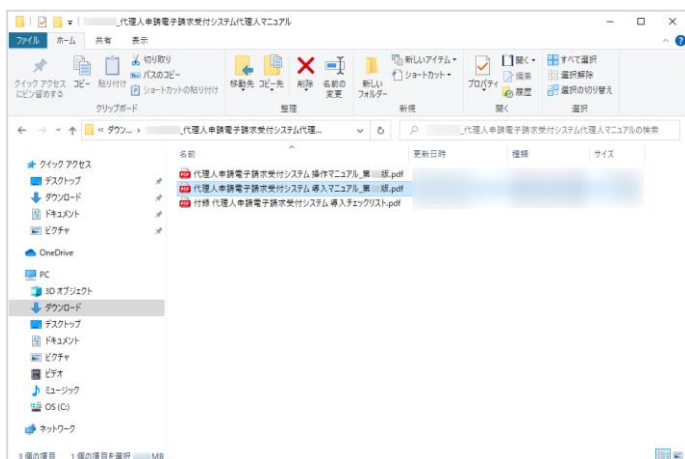 _代理人申請電子請求受付システム代理人マニュアル
ファイル ホーム 共有 表示
クイック アクセスにピン留めする
コピー
貼り付け
切り取り
パスのコピー
ショートカットの貼り付け
クリップボード
移動先
コピー先
削除
名前の変更
整理
新しいフォルダー
新しいアイテム
ショートカット
新規
プロパティ
開く
編集
履歴
開く
すべて選択
選択解除
選択の切り替え
選択
« ダウン... › _代理人申請電子請求受付システム代理...
_代理人申請電子請求受付システム代理人マニュアルの検索
名前 更新日時 種類 サイズ
代理人申請電子請求受付システム 操作マニュアル_第 版.pdf
代理人申請電子請求受付システム 導入マニュアル_第 版.pdf
付録 代理人申請電子請求受付システム 導入チェックリスト.pdf
クイック アクセス
デスクトップ
ダウンロード
ドキュメント
ピクチャ
OneDrive
PC
3D オブジェクト
ダウンロード
デスクトップ
ドキュメント
ピクチャ
ビデオ
ミュージック
OS (C:)
ネットワーク
3 個の項目 1 個の項目を選択 MB